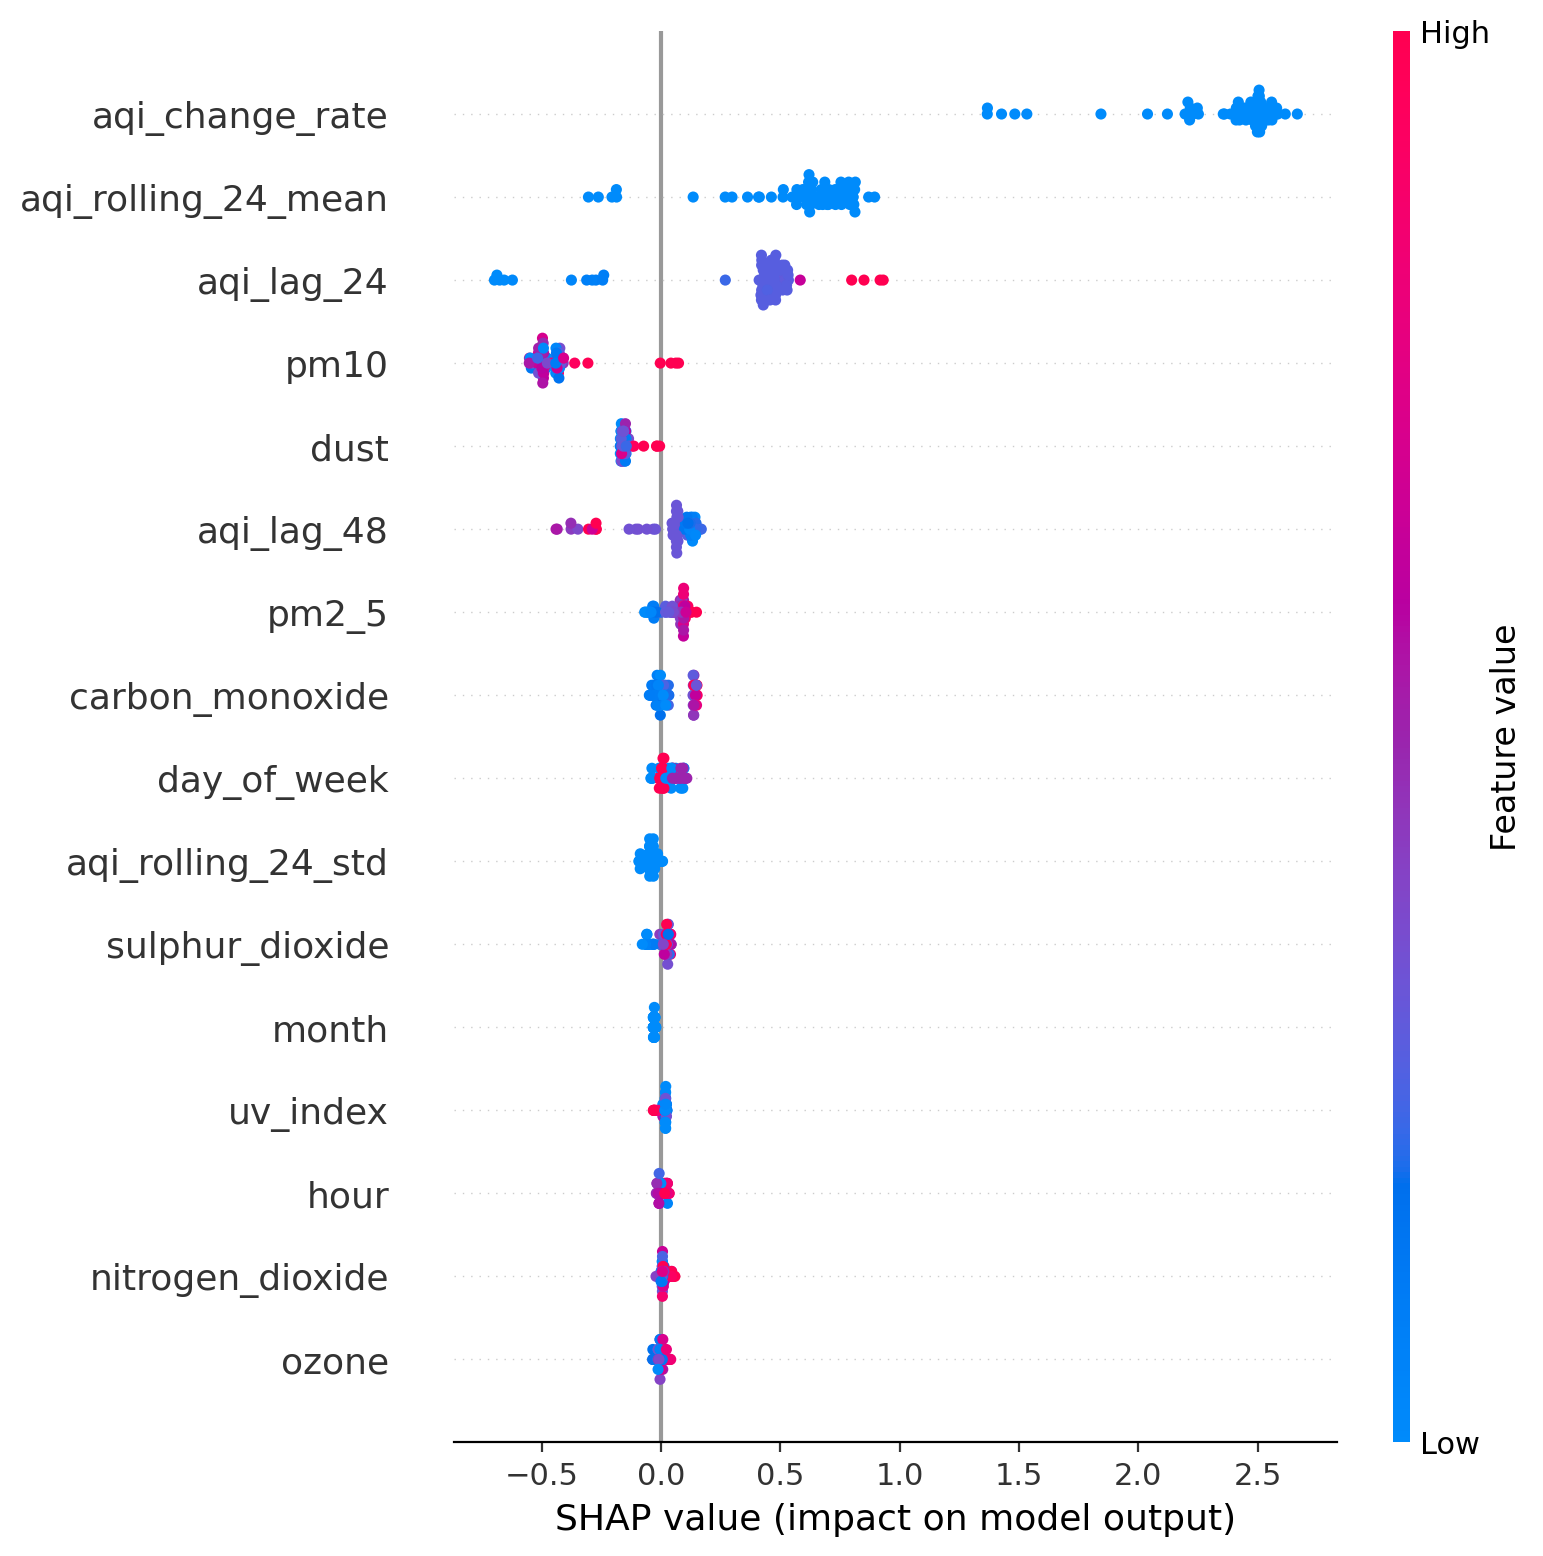 High
aqi_change_rate
aqi_rolling_24_mean
aqi_lag_24
pm10
dust
aqi_lag_48
pm2_5
carbon_monoxide
day_of_week
aqi_rolling_24_std
sulphur_dioxide
month
uv_index
hour
nitrogen_dioxide
ozone
Feature value
Low
−0.5 0.0 0.5 1.0 1.5 2.0 2.5
SHAP value (impact on model output)